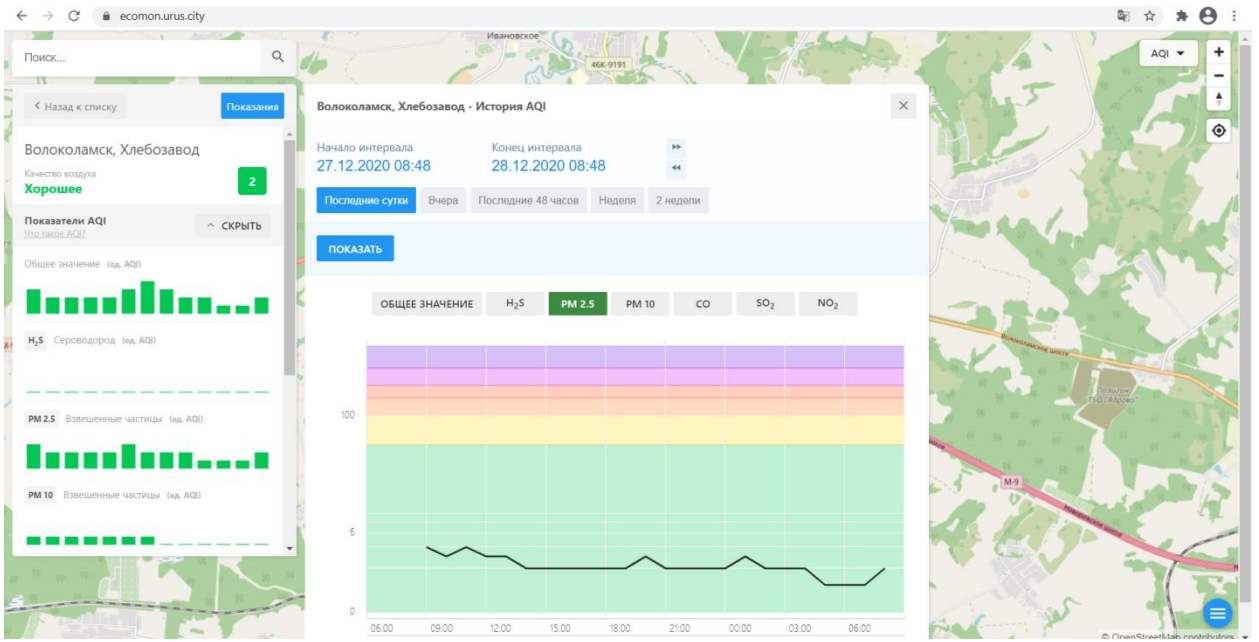 ecomon.urus.city
Поиск...
Ивановское
46К-9191
AQI
Назад к списку
Показания
Волоколамск, Хлебозавод
Качество воздуха
Хорошее
2
Показатели AQI
Что такое AQI?
СКРЫТЬ
Общее значение (ед. AQI)
H₂S Сероводород (ед. AQI)
PM 2.5 Взвешенные частицы (ед. AQI)
PM 10 Взвешенные частицы (ед. AQI)
Волоколамск, Хлебозавод - История AQI
Начало интервала Конец интервала
27.12.2020 08:48 28.12.2020 08:48
Последние сутки Вчера Последние 48 часов Неделя 2 недели
ПОКАЗАТЬ
ОБЩЕЕ ЗНАЧЕНИЕ H₂S PM 2.5 PM 10 CO SO₂ NO₂
100
6
0
06:00 09:00 12:00 15:00 18:00 21:00 00:00 03:00 06:00
Волоколамское шоссе
Полигон
ТБО "Ядрово"
М-9
Новорижское шоссе
© OpenStreetMap contributors